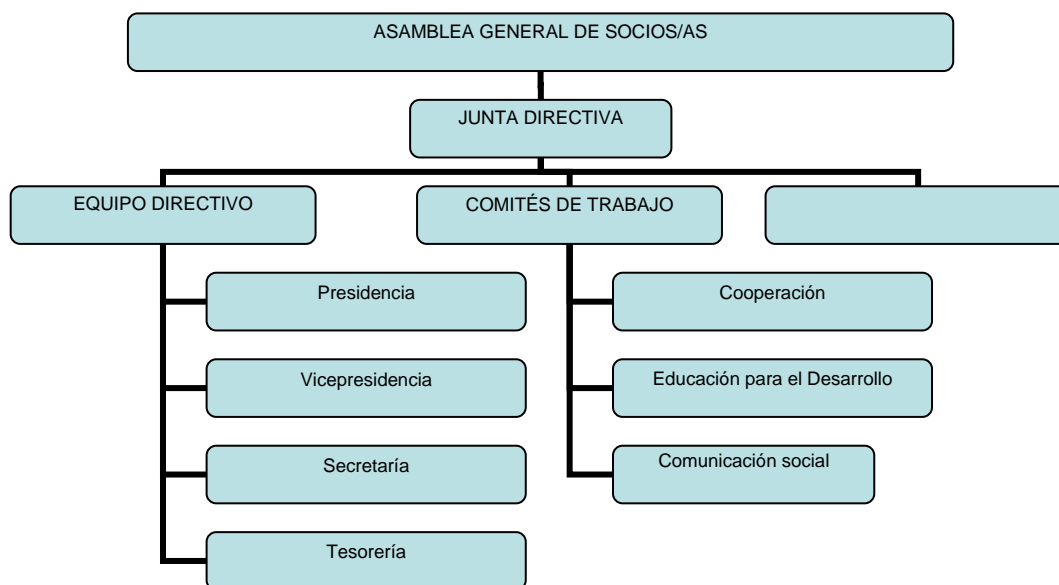 ASAMBLEA GENERAL DE SOCIOS/AS
JUNTA DIRECTIVA
EQUIPO DIRECTIVO
COMITÉS DE TRABAJO
Presidencia
Cooperación
Vicepresidencia
Educación para el Desarrollo
Secretaría
Comunicación social
Tesorería